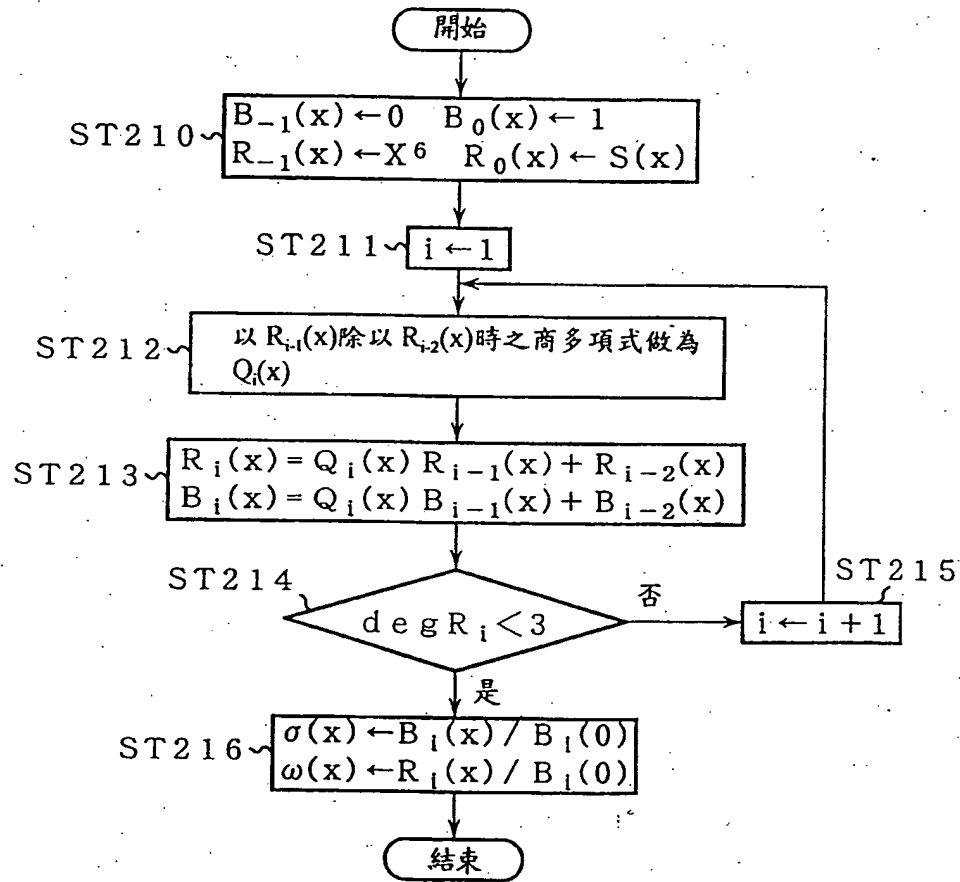 開始
ST210
B₋₁(x)←0 B₀(x)←1
R₋₁(x)←X⁶ R₀(x)←S(x)
ST211
i←1
ST212
以 Rᵢ₋₁(x)除以 Rᵢ₋₂(x)時之商多項式做為
Qᵢ(x)
ST213
Rᵢ(x)=Qᵢ(x)Rᵢ₋₁(x)+Rᵢ₋₂(x)
Bᵢ(x)=Qᵢ(x)Bᵢ₋₁(x)+Bᵢ₋₂(x)
ST214
degRᵢ<3
否
ST215
i←i+1
是
ST216
σ(x)←Bᵢ(x)/Bᵢ(0)
ω(x)←Rᵢ(x)/Bᵢ(0)
結束